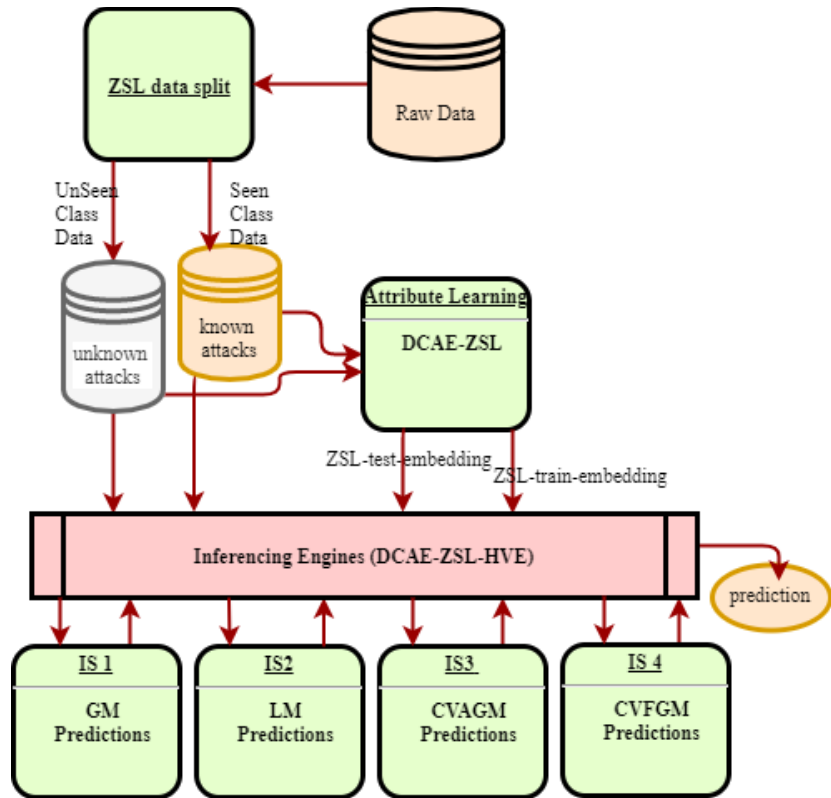 ZSL data split
Raw Data
UnSeen
Class
Data
Seen
Class
Data
unknown
attacks
known
attacks
Attribute Learning
DCAE-ZSL
ZSL-test-embedding
ZSL-train-embedding
Inferencing Engines (DCAE-ZSL-HVE)
prediction
IS 1
GM
Predictions
IS2
LM
Predictions
IS3
CVAGM
Predictions
IS 4
CVFGM
Predictions